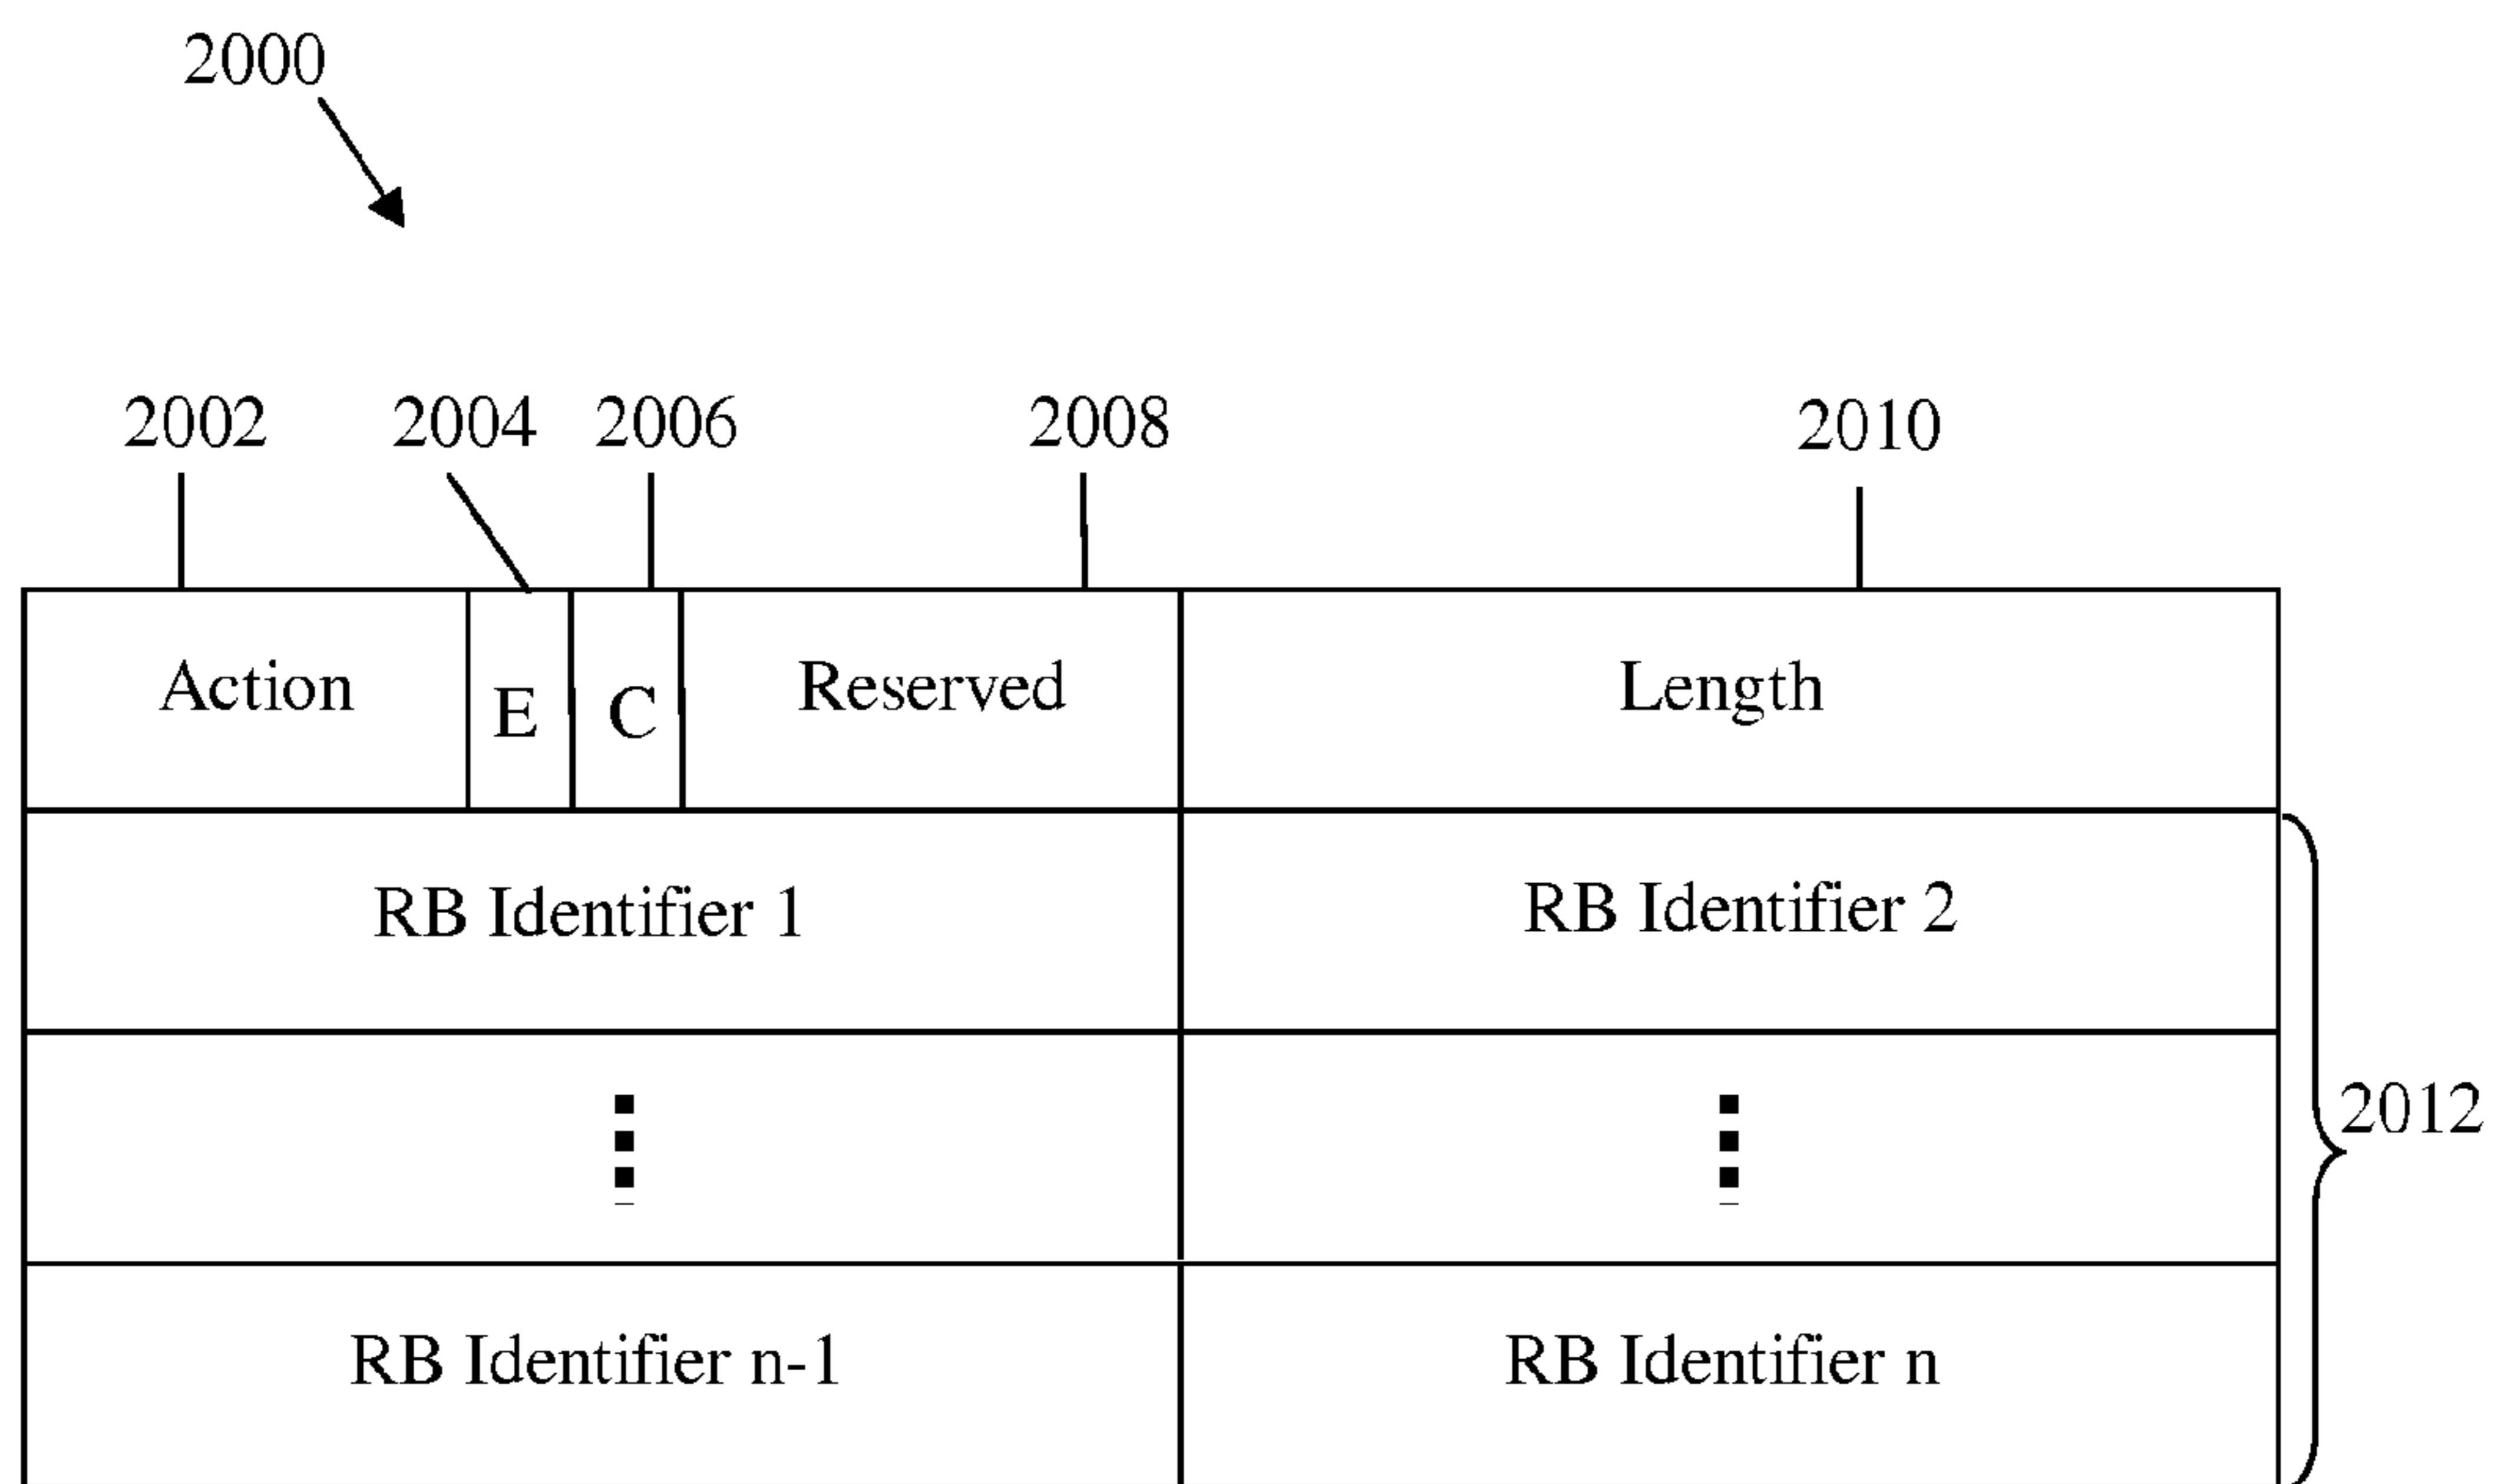 2000
2002 2004 2006 2008 2010
Action E C Reserved Length
RB Identifier 1 RB Identifier 2
2012
RB Identifier n-1 RB Identifier n